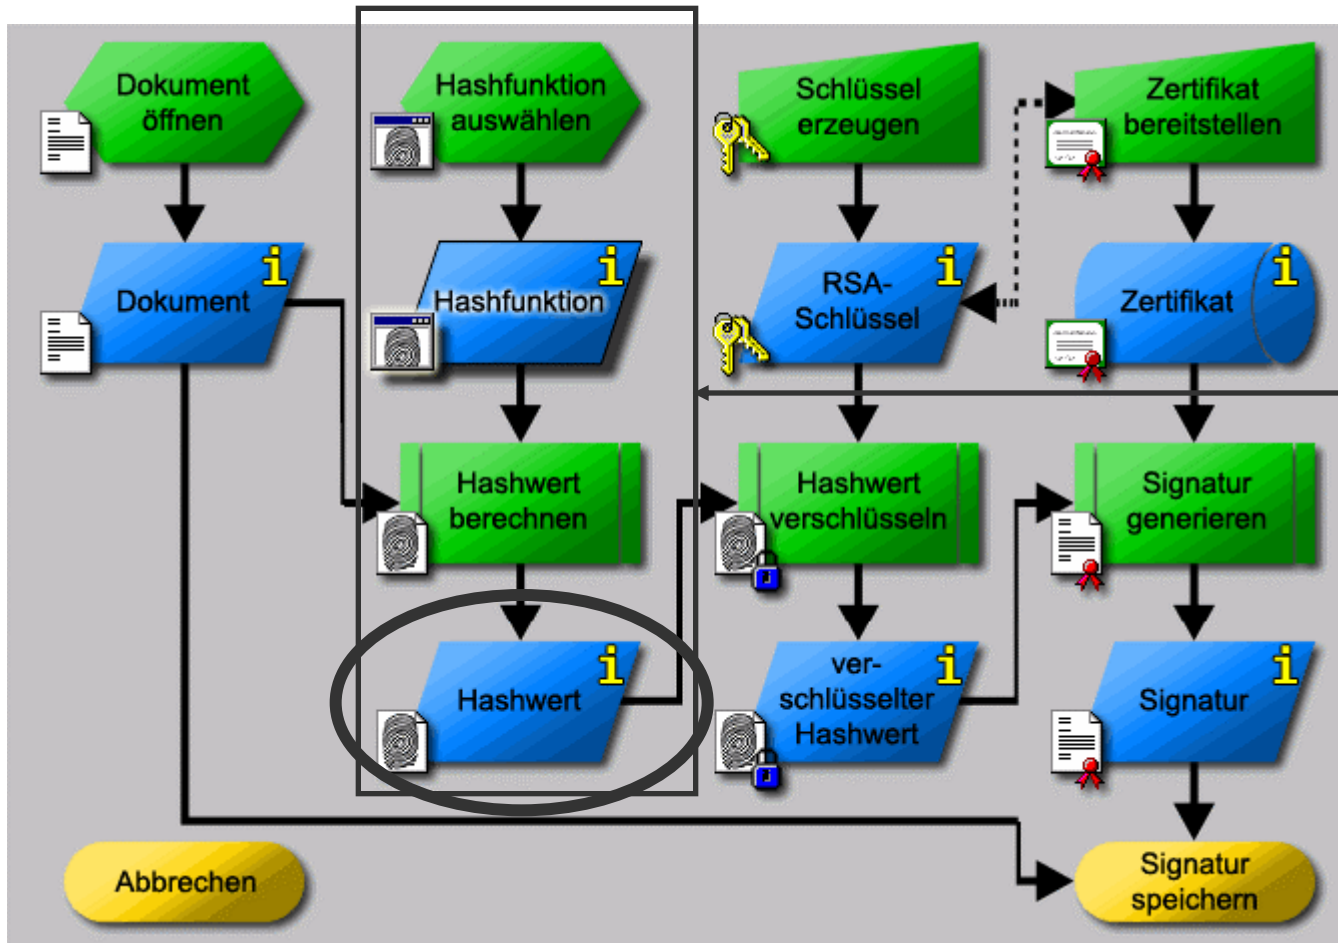 Dokument
öffnen
Hashfunktion
auswählen
Schlüssel
erzeugen
Zertifikat
bereitstellen
Dokument
i
Hashfunktion
i
RSA-
Schlüssel
i
Zertifikat
i
Hashwert
berechnen
Hashwert
verschlüsseln
Signatur
generieren
Hashwert
i
ver-
schlüsselter
Hashwert
i
Signatur
i
Abbrechen
Signatur
speichern